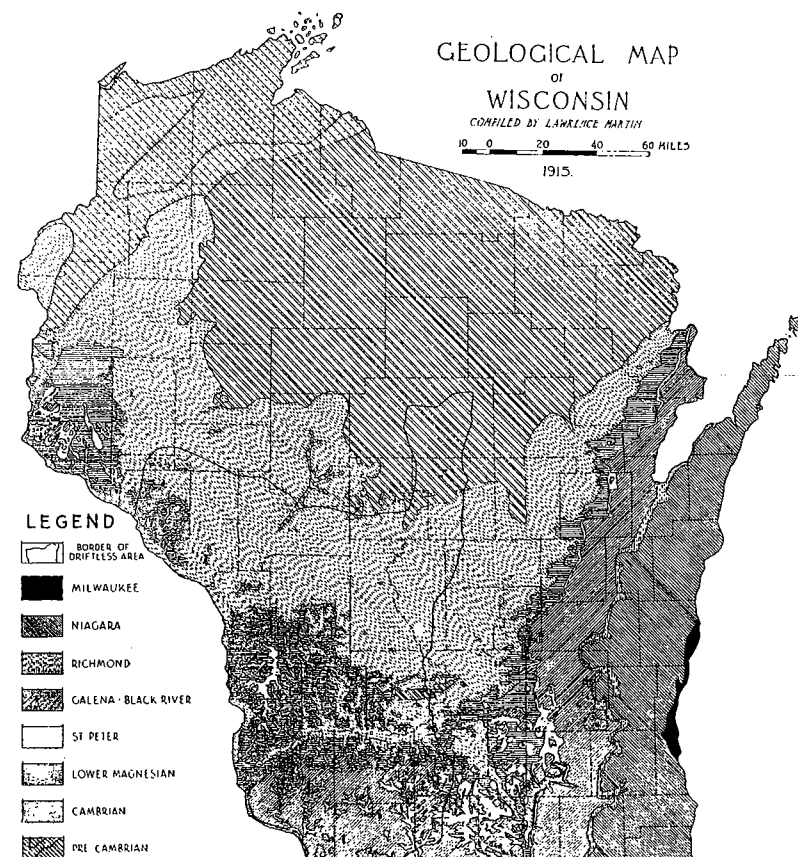 GEOLOGICAL MAP
OF
WISCONSIN
COMPILED BY LAWRENCE MARTIN
10 0 20 40 60 MILES
1915.
LEGEND
BORDER OF
DRIFTLESS AREA
MILWAUKEE
NIAGARA
RICHMOND
GALENA - BLACK RIVER
ST PETER
LOWER MAGNESIAN
CAMBRIAN
PRE CAMBRIAN